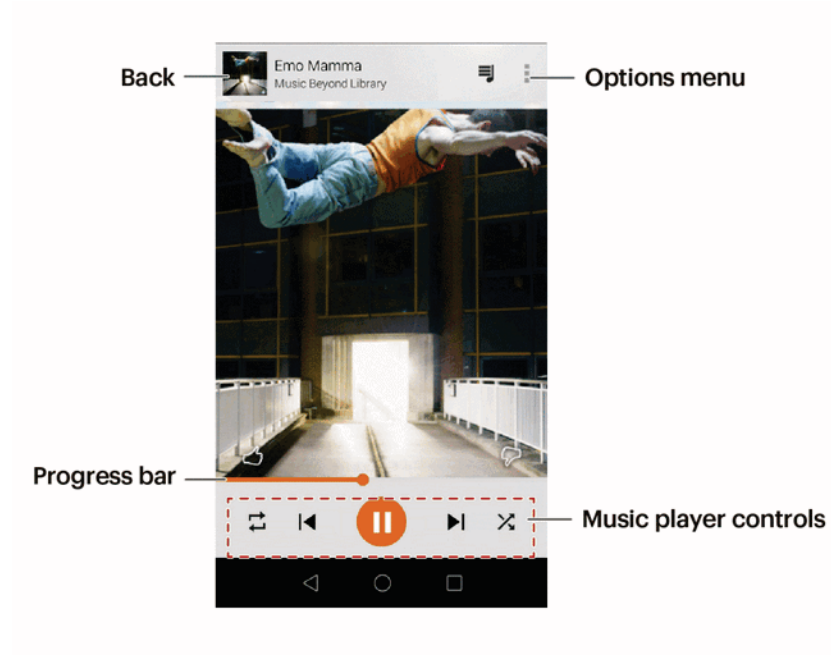 Back
Emo Mamma
Music Beyond Library
Options menu
Progress bar
Music player controls